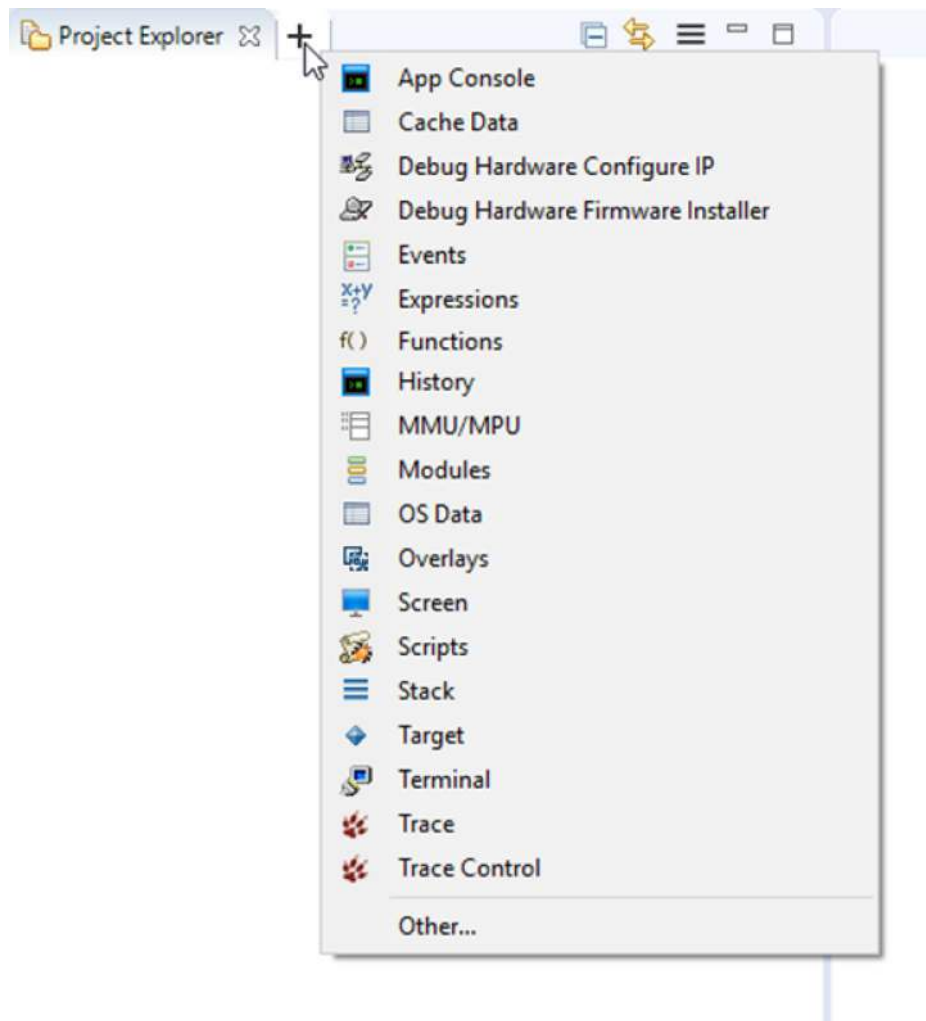 Project Explorer
App Console
Cache Data
Debug Hardware Configure IP
Debug Hardware Firmware Installer
Events
x+y
=?
Expressions
f()
Functions
History
MMU/MPU
Modules
OS Data
Overlays
Screen
Scripts
Stack
Target
Terminal
Trace
Trace Control
Other...